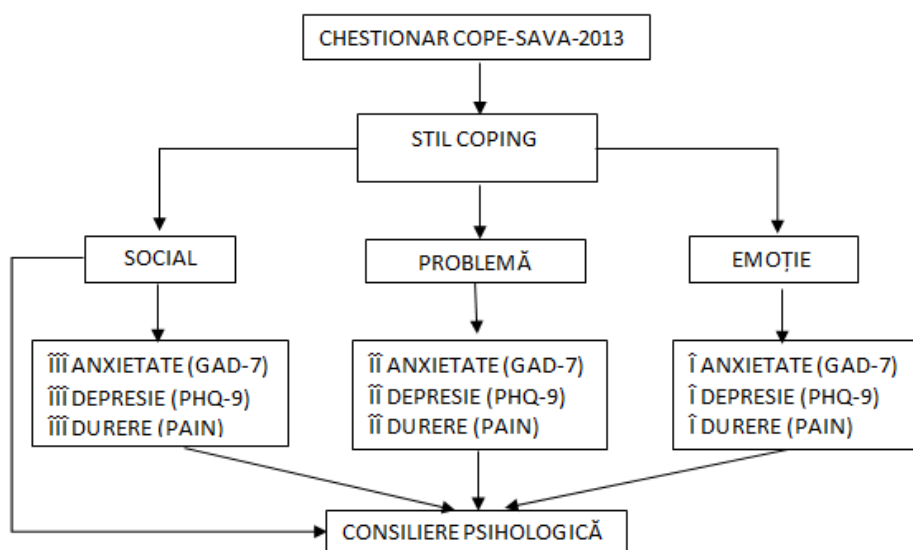 CHESTIONAR COPE-SAVA-2013
STIL COPING
SOCIAL
PROBLEMĂ
EMOȚIE
ÎÎÎ ANXIETATE (GAD-7)
ÎÎÎ DEPRESIE (PHQ-9)
ÎÎÎ DURERE (PAIN)
ÎÎ ANXIETATE (GAD-7)
ÎÎ DEPRESIE (PHQ-9)
ÎÎ DURERE (PAIN)
Î ANXIETATE (GAD-7)
Î DEPRESIE (PHQ-9)
Î DURERE (PAIN)
CONSILIERE PSIHOLOGICĂ